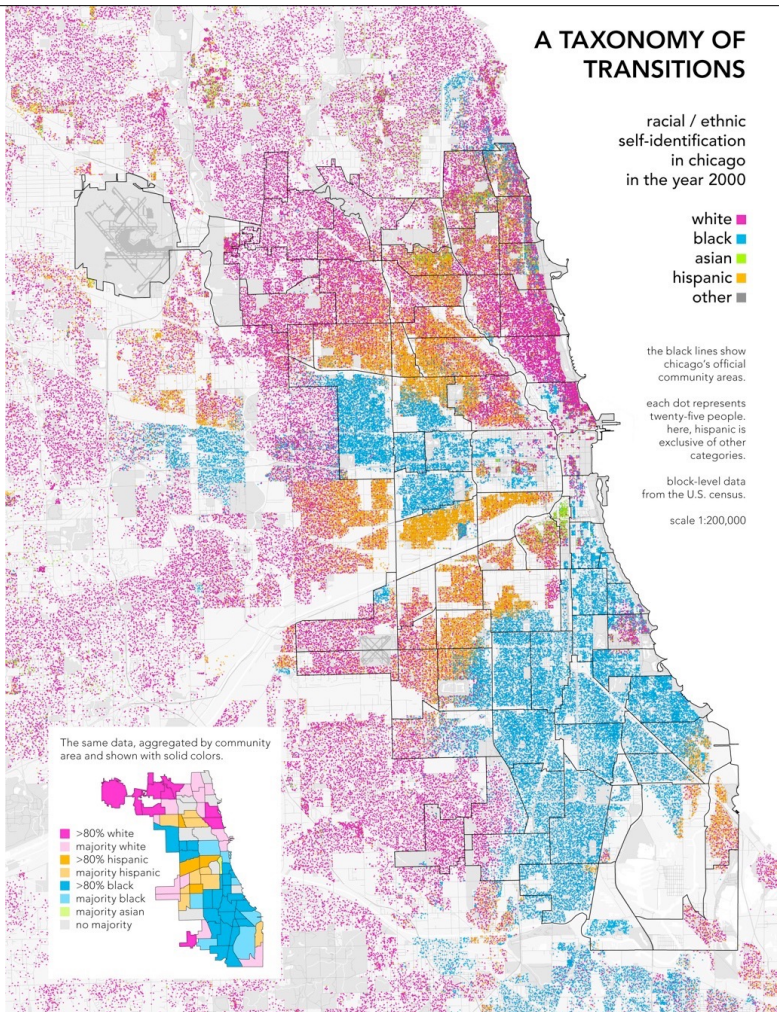 A TAXONOMY OF
TRANSITIONS
racial / ethnic
self-identification
in chicago
in the year 2000
white
black
asian
hispanic
other
the black lines show
chicago's official
community areas.
each dot represents
twenty-five people.
here, hispanic is
exclusive of other
categories.
block-level data
from the U.S. census.
scale 1:200,000
The same data, aggregated by community
area and shown with solid colors.
>80% white
majority white
>80% hispanic
majority hispanic
>80% black
majority black
majority asian
no majority